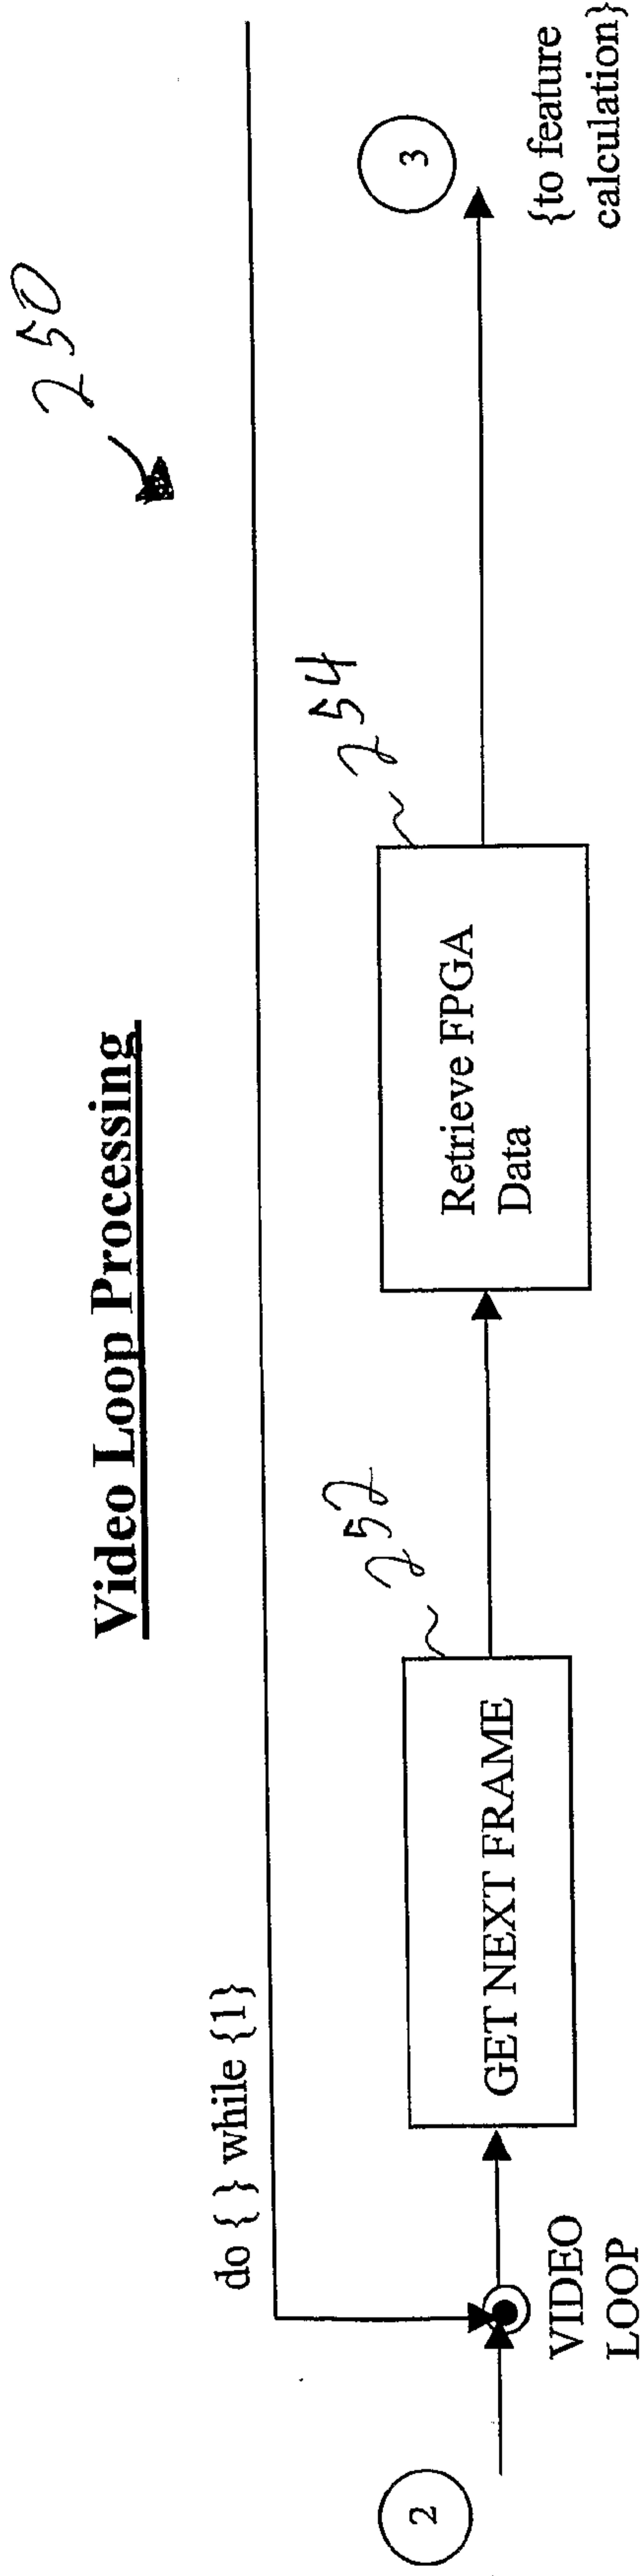 Video Loop Processing
250
do { } while {1}
2
VIDEO
LOOP
GET NEXT FRAME
252
Retrieve FPGA
Data
254
3
{to feature
calculation}